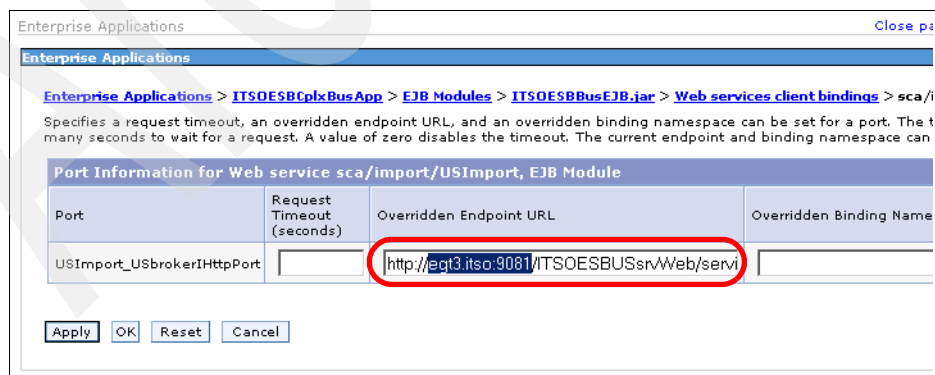 Enterprise Applications Close pa
Enterprise Applications
Enterprise Applications > ITSOESBCplxBusApp > EJB Modules > ITSOESBBusEJB.jar > Web services client bindings > sca/i
Specifies a request timeout, an overridden endpoint URL, and an overridden binding namespace can be set for a port. The t
many seconds to wait for a request. A value of zero disables the timeout. The current endpoint and binding namespace can
Port Information for Web service sca/import/USImport, EJB Module
Port Request Timeout (seconds) Overridden Endpoint URL Overridden Binding Name
USImport_USbrokerIHttpPort http://eqt3.itso:9081/ITSOESBUSsrvWeb/servi
Apply OK Reset Cancel